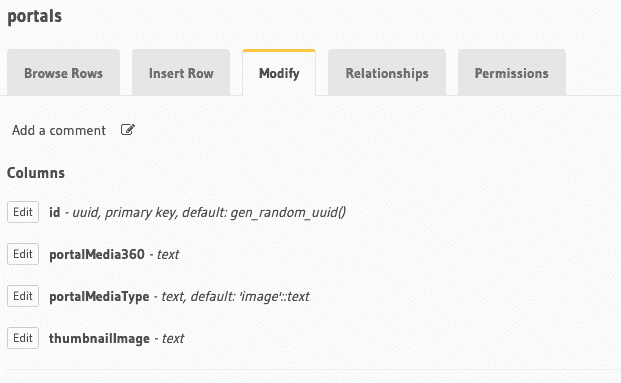 portals
Browse Rows Insert Row Modify Relationships Permissions
Add a comment
Columns
Edit id - uuid, primary key, default: gen_random_uuid()
Edit portalMedia360 - text
Edit portalMediaType - text, default: 'image'::text
Edit thumbnailImage - text